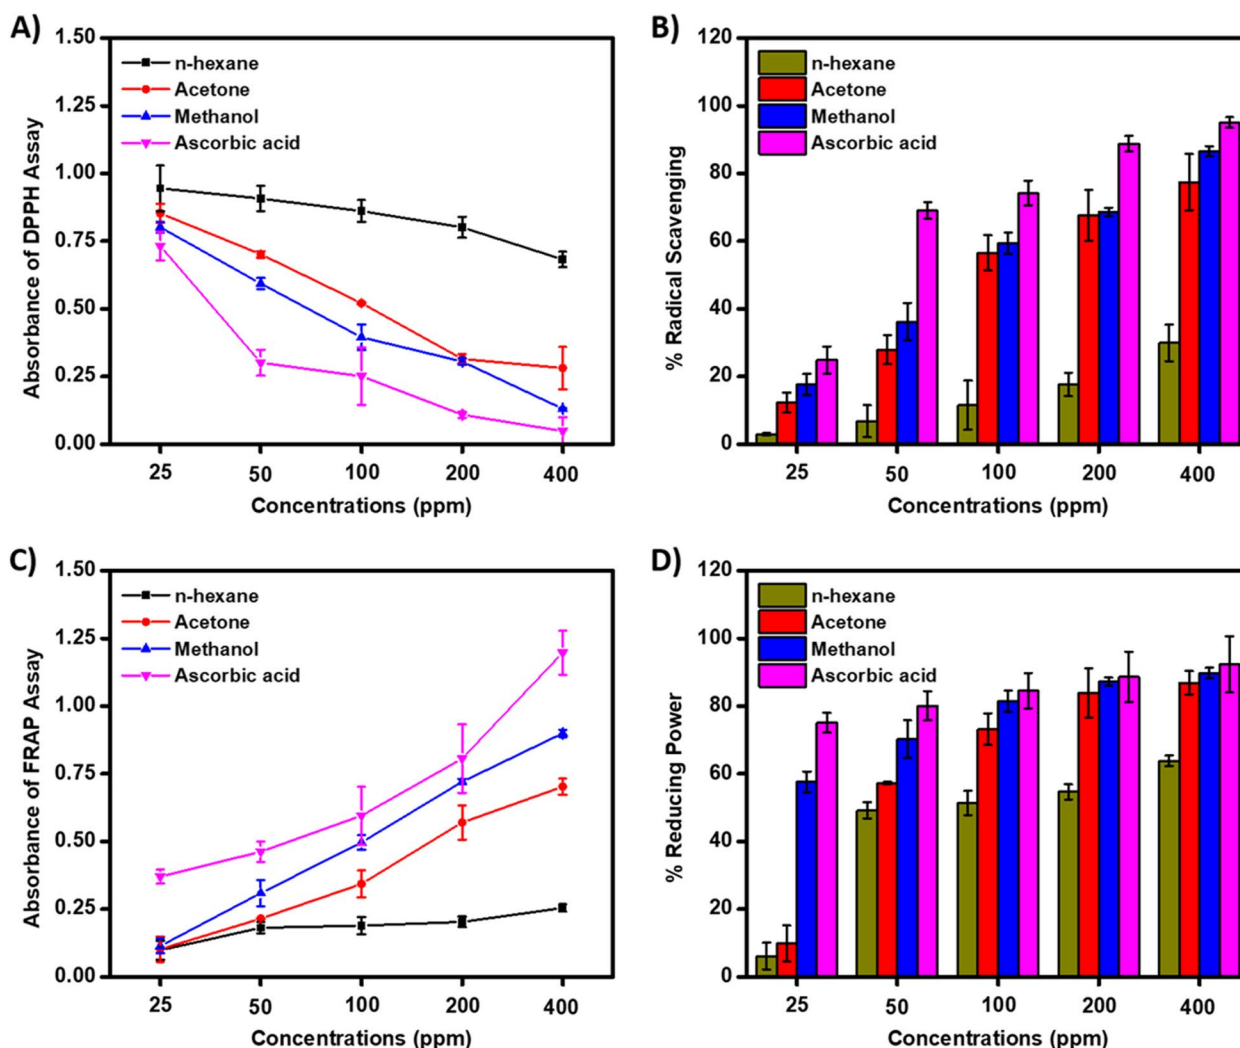 A)
1.50
1.25
1.00
0.75
0.50
0.25
0.00
Absorbance of DPPH Assay
n-hexane
Acetone
Methanol
Ascorbic acid
25 50 100 200 400
Concentrations (ppm)
B)
120
100
80
60
40
20
0
% Radical Scavenging
n-hexane
Acetone
Methanol
Ascorbic acid
25 50 100 200 400
Concentrations (ppm)
C)
1.50
1.25
1.00
0.75
0.50
0.25
0.00
Absorbance of FRAP Assay
n-hexane
Acetone
Methanol
Ascorbic acid
25 50 100 200 400
Concentrations (ppm)
D)
120
100
80
60
40
20
0
% Reducing Power
n-hexane
Acetone
Methanol
Ascorbic acid
25 50 100 200 400
Concentrations (ppm)